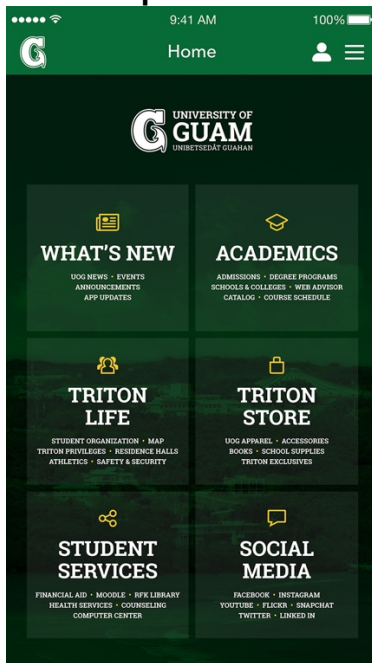 9:41 AM
100%
G
Home
G
UNIVERSITY OF
GUAM
UNIBETSEDÅT GUAHAN
WHAT'S NEW
UOG NEWS • EVENTS
ANNOUNCEMENTS
APP UPDATES
ACADEMICS
ADMISSIONS • DEGREE PROGRAMS
SCHOOLS & COLLEGES • WEB ADVISOR
CATALOG • COURSE SCHEDULE
TRITON
LIFE
STUDENT ORGANIZATION • MAP
TRITON PRIVILEGES • RESIDENCE HALLS
ATHLETICS • SAFETY & SECURITY
TRITON
STORE
UOG APPAREL • ACCESSORIES
BOOKS • SCHOOL SUPPLIES
TRITON EXCLUSIVES
STUDENT
SERVICES
FINANCIAL AID • MOODLE • RFK LIBRARY
HEALTH SERVICES • COUNSELING
COMPUTER CENTER
SOCIAL
MEDIA
FACEBOOK • INSTAGRAM
YOUTUBE • FLICKR • SNAPCHAT
TWITTER • LINKED IN